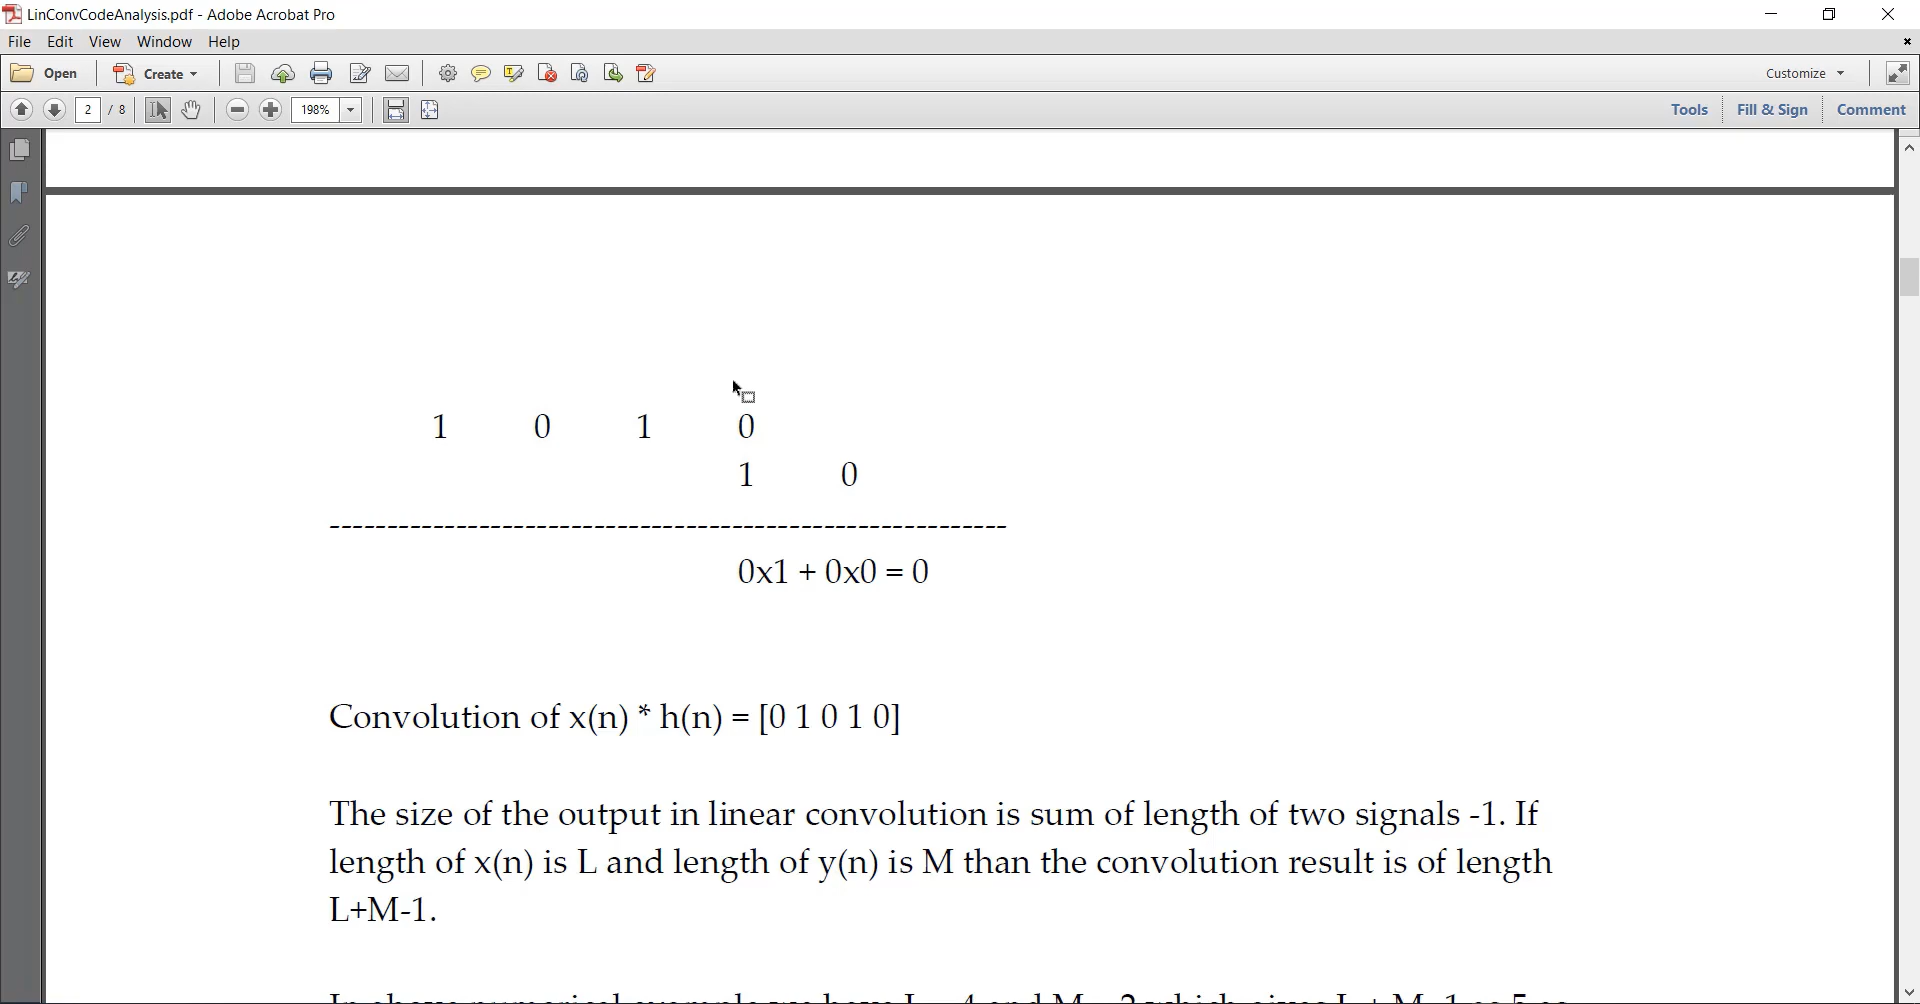 LinConvCodeAnalysis.pdf - Adobe Acrobat Pro
File Edit View Window Help
Open Create Customize
2 / 8 198% Tools Fill & Sign Comment
1 0 1 0
1 0
--------------------------------------------------------
0x1 + 0x0 = 0
Convolution of x(n) * h(n) = [0 1 0 1 0]
The size of the output in linear convolution is sum of length of two signals -1. If
length of x(n) is L and length of y(n) is M than the convolution result is of length
L+M-1.